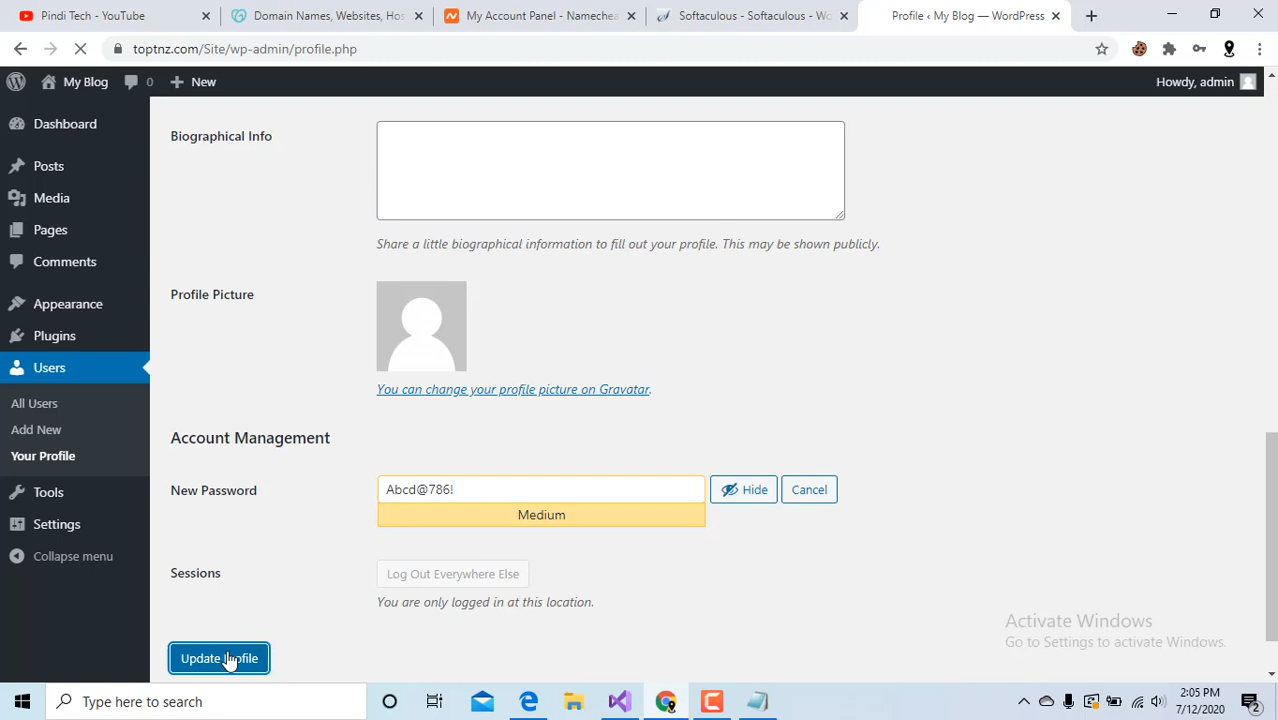 Pindi Tech - YouTube
Domain Names, Websites, Hos
My Account Panel - Namechea
Softaculous - Softaculous - Wo
Profile ‹ My Blog — WordPress
toptnz.com/Site/wp-admin/profile.php
My Blog
0
New
Howdy, admin
Dashboard
Posts
Media
Pages
Comments
Appearance
Plugins
Users
All Users
Add New
Your Profile
Tools
Settings
Collapse menu
Biographical Info
Share a little biographical information to fill out your profile. This may be shown publicly.
Profile Picture
You can change your profile picture on Gravatar.
Account Management
New Password
Abcd@786!
Hide
Cancel
Medium
Sessions
Log Out Everywhere Else
You are only logged in at this location.
Update Profile
Activate Windows
Go to Settings to activate Windows.
Type here to search
2:05 PM
7/12/2020
2